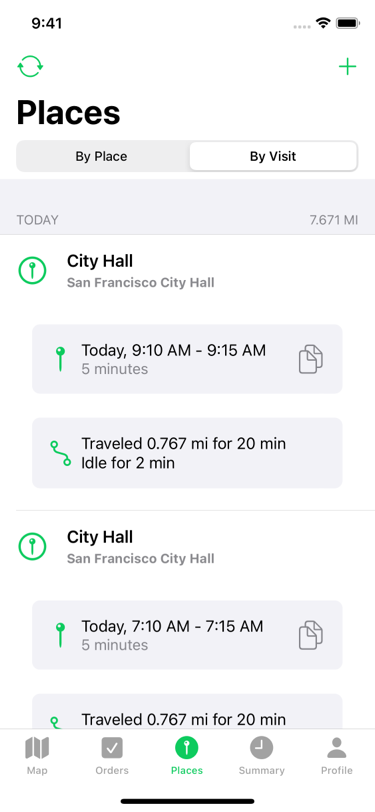 9:41
Places
By Place
By Visit
TODAY 7.671 MI
City Hall
San Francisco City Hall
Today, 9:10 AM - 9:15 AM
5 minutes
Traveled 0.767 mi for 20 min
Idle for 2 min
City Hall
San Francisco City Hall
Today, 7:10 AM - 7:15 AM
5 minutes
Traveled 0.767 mi for 20 min
Map Orders Places Summary Profile